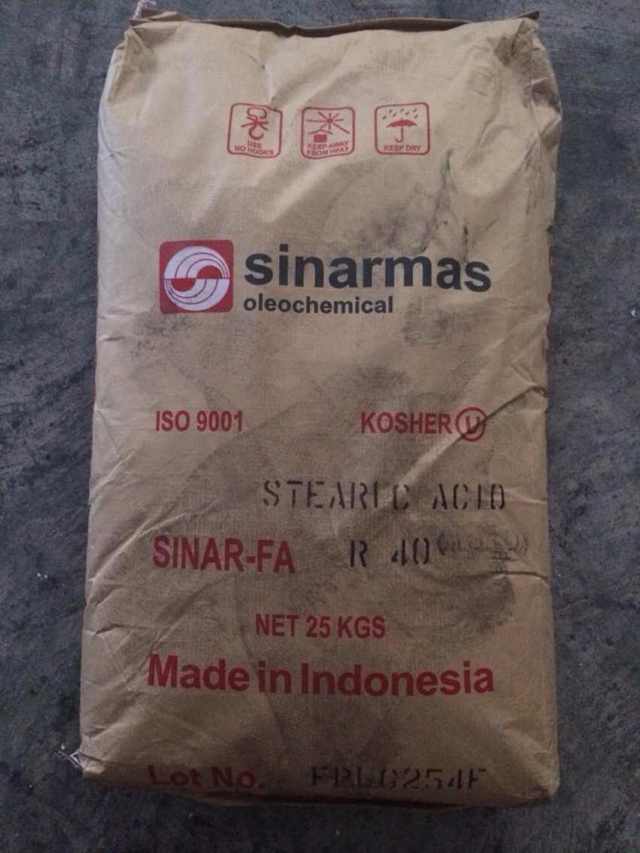 USE
NO HOOKS
KEEP AWAY
FROM HEAT
KEEP DRY
sinarmas
oleochemical
ISO 9001 KOSHER U
STEARIC ACID
SINAR-FA R 40
NET 25 KGS
Made in Indonesia
Lot No.